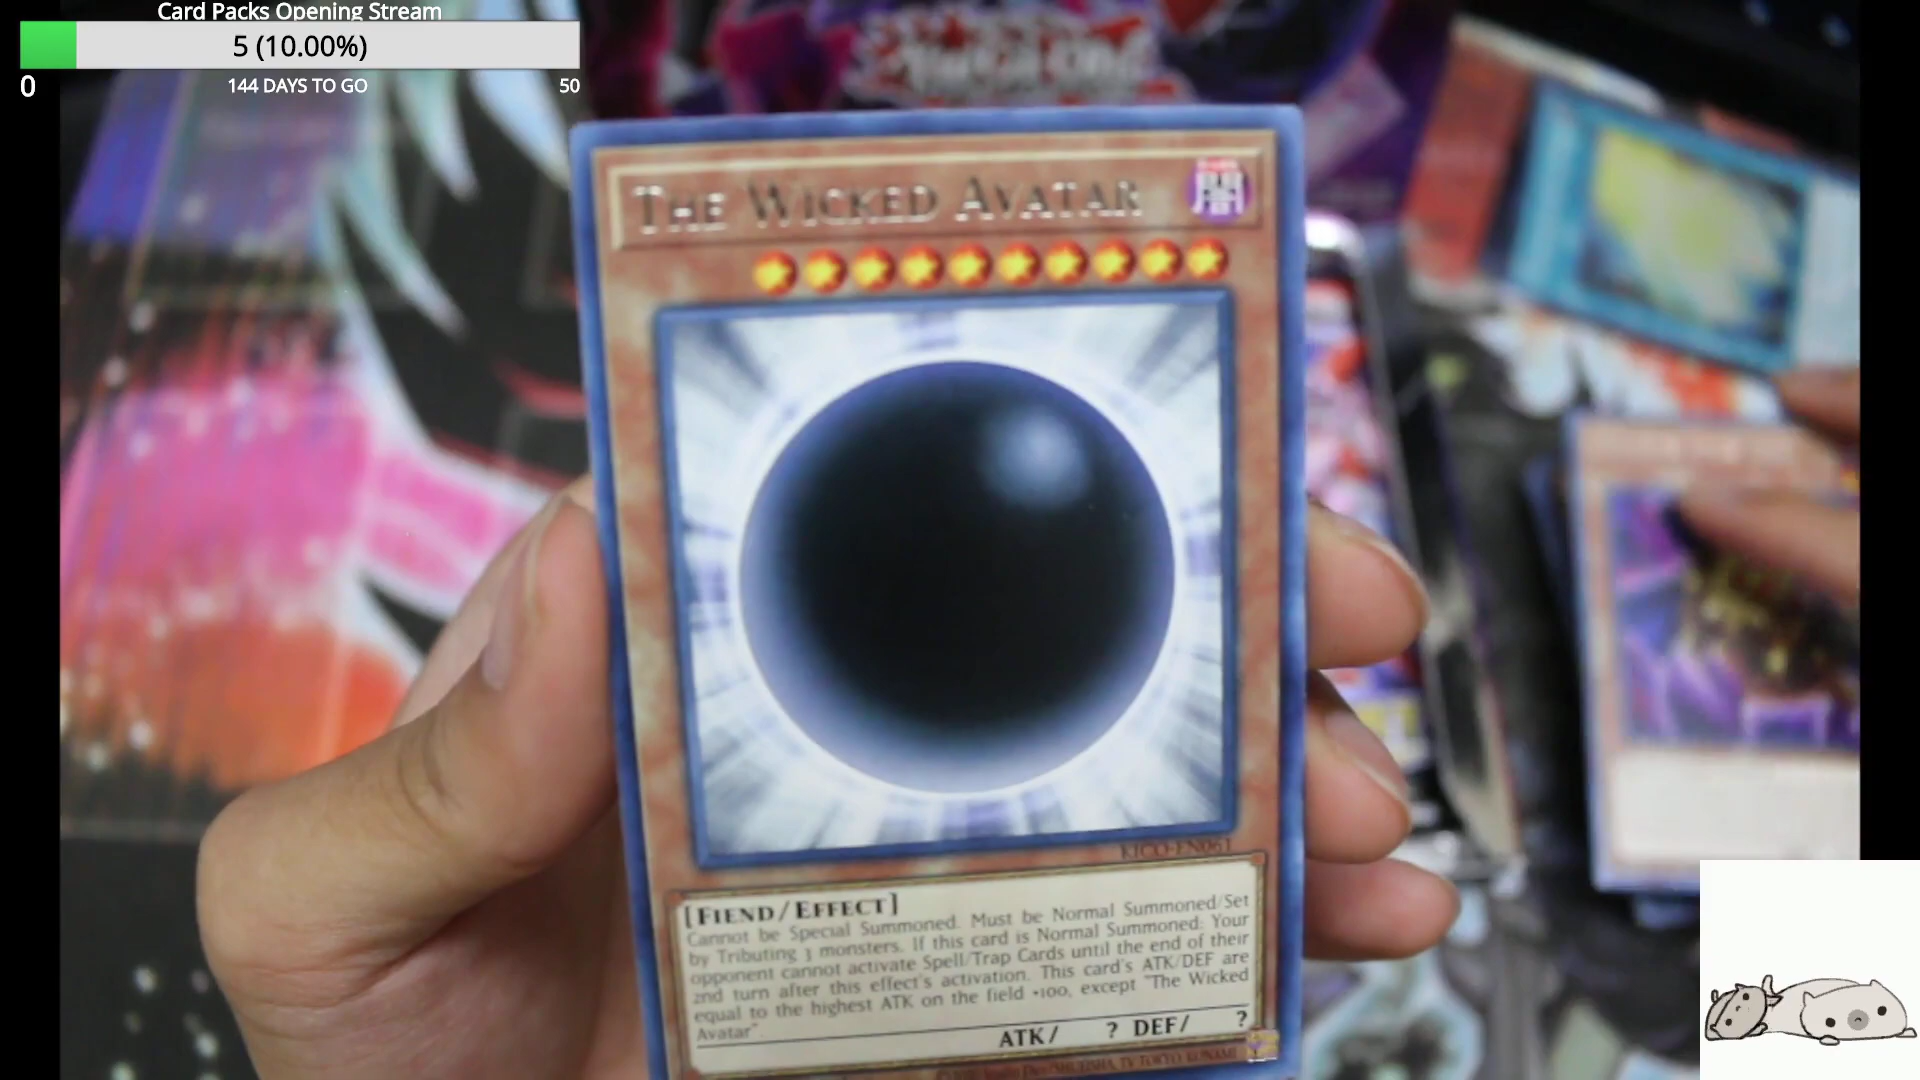 Card Packs Opening Stream
5 (10.00%)
0
144 DAYS TO GO
50
THE WICKED AVATAR
闇
KICO-EN061
[FIEND/EFFECT]
Cannot be Special Summoned. Must be Normal Summoned/Set
by Tributing 3 monsters. If this card is Normal Summoned: Your
opponent cannot activate Spell/Trap Cards until the end of their
2nd turn after this effect's activation. This card's ATK/DEF are
equal to the highest ATK on the field +100, except "The Wicked
Avatar".
ATK/ ? DEF/ ?